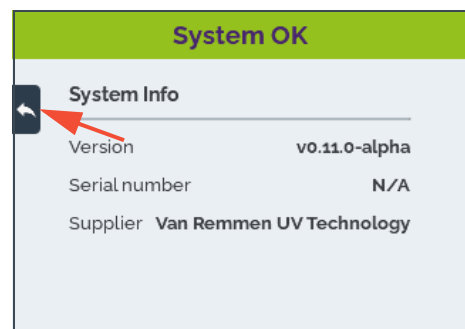 System OK
System Info
Version v0.11.0-alpha
Serial number N/A
Supplier Van Remmen UV Technology